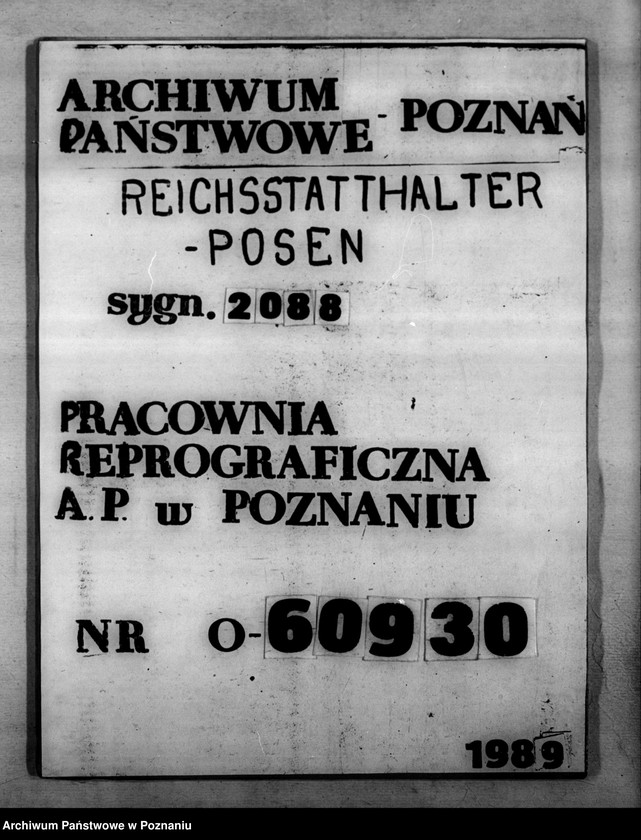 ARCHIWUM
PAŃSTWOWE - POZNAŃ
REICHSSTATTHALTER
-POSEN
sygn. 2088
PRACOWNIA
REPROGRAFICZNA
A.P. w POZNANIU
NR O-60930
1989
Archiwum Państwowe w Poznaniu